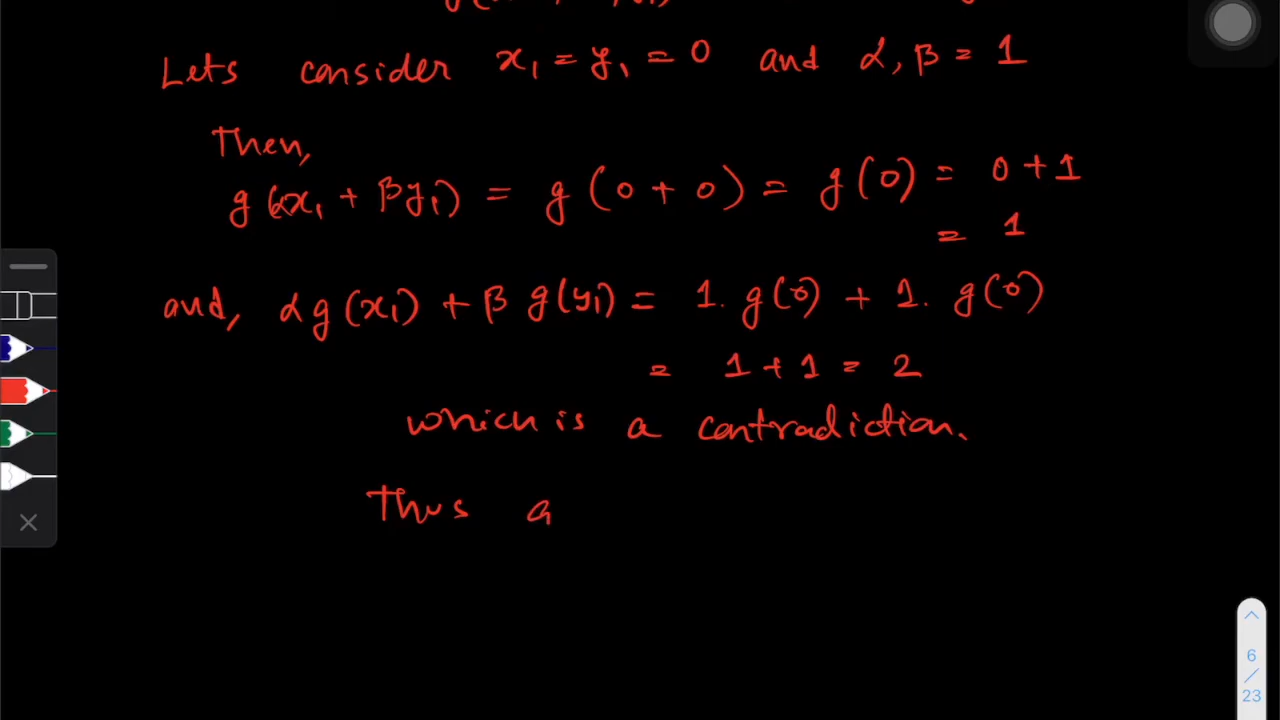 Lets consider x₁ = y₁ = 0 and α, β = 1
Then,
g(αx₁ + βy₁) = g(0 + 0) = g(0) = 0 + 1
= 1
and, αg(x₁) + β g(y₁) = 1. g(0) + 1. g(0)
= 1 + 1 = 2
which is a contradiction.
Thus g
6
/
23